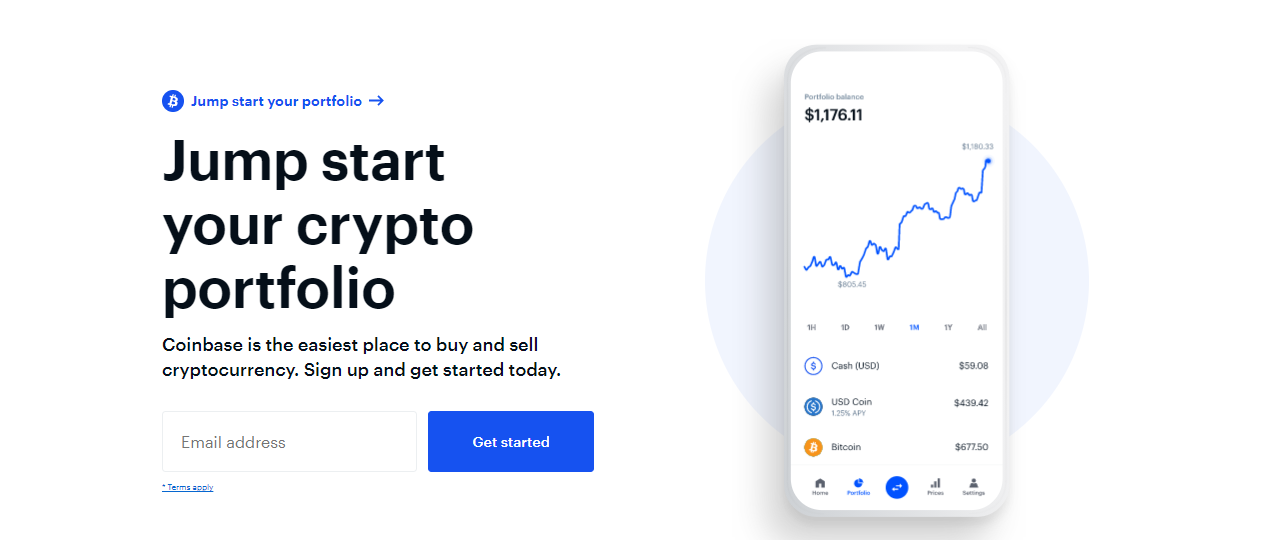 Jump start your portfolio →
Jump start
your crypto
portfolio
Coinbase is the easiest place to buy and sell
cryptocurrency. Sign up and get started today.
Email address
Get started
* Terms apply
Portfolio balance
$1,176.11
$1,180.33
$805.45
1H 1D 1W 1M 1Y All
Cash (USD) $59.08
USD Coin $439.42
1.25% APY
Bitcoin $677.50
Home Portfolio Prices Settings